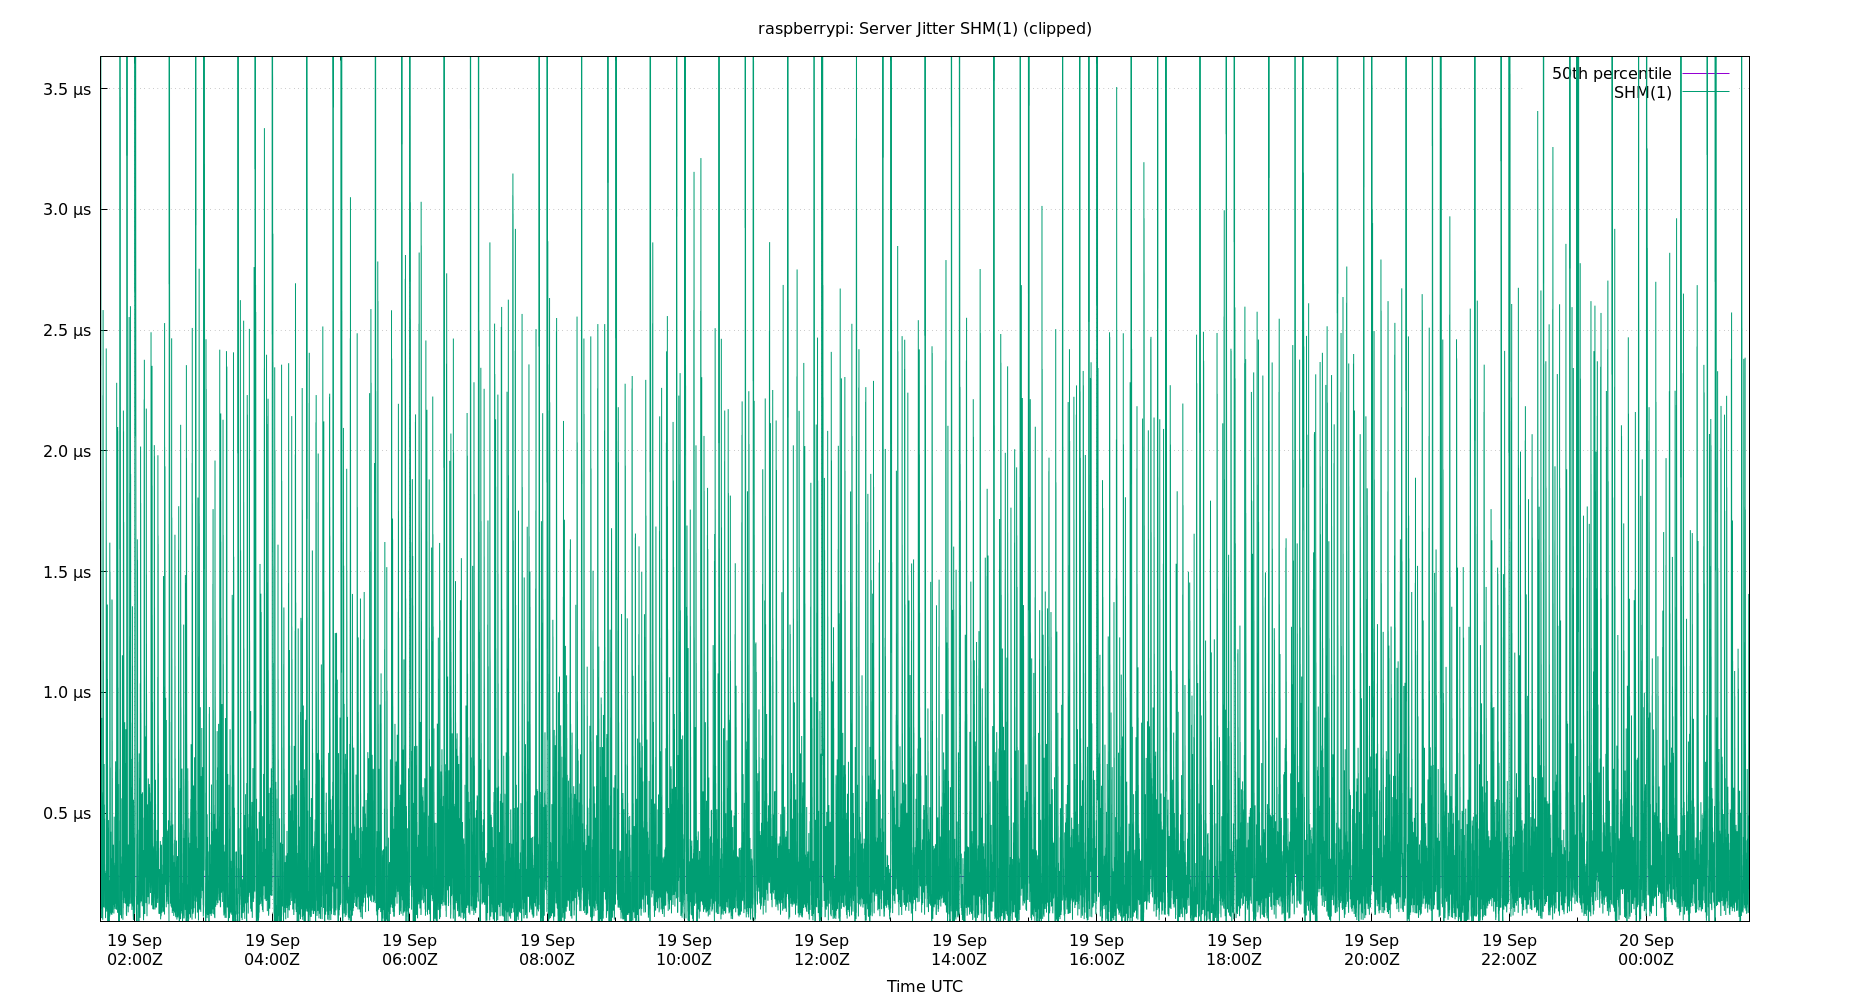 raspberrypi: Server Jitter SHM(1) (clipped)
50th percentile
SHM(1)
3.5 µs
3.0 µs
2.5 µs
2.0 µs
1.5 µs
1.0 µs
0.5 µs
19 Sep 19 Sep 19 Sep 19 Sep 19 Sep 19 Sep 19 Sep 19 Sep 19 Sep 19 Sep 19 Sep 20 Sep
02:00Z 04:00Z 06:00Z 08:00Z 10:00Z 12:00Z 14:00Z 16:00Z 18:00Z 20:00Z 22:00Z 00:00Z
Time UTC